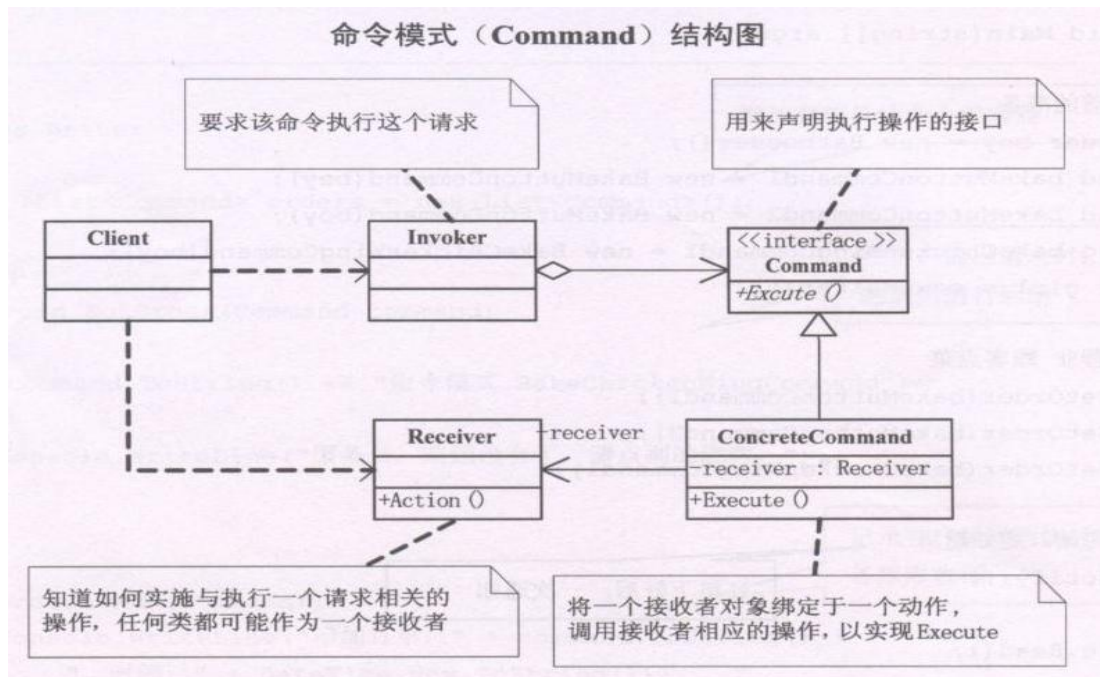 命令模式（Command）结构图
要求该命令执行这个请求
用来声明执行操作的接口
Client
Invoker
<<interface >>
Command
+Excute()
Receiver
+Action()
-receiver
ConcreteCommand
-receiver : Receiver
+Execute()
知道如何实施与执行一个请求相关的
操作，任何类都可能作为一个接收者
将一个接收者对象绑定于一个动作，
调用接收者相应的操作，以实现Execute